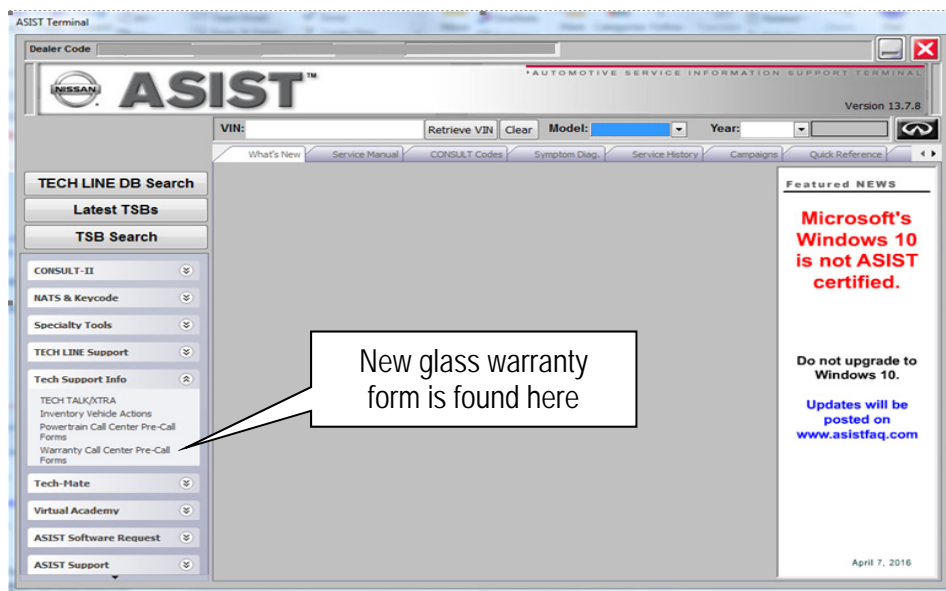 ASIST Terminal
Dealer Code
NISSAN
ASIST™
AUTOMOTIVE SERVICE INFORMATION SUPPORT TERMINAL
Version 13.7.8
VIN:
Retrieve VIN
Clear
Model:
Year:
What's New
Service Manual
CONSULT Codes
Symptom Diag.
Service History
Campaigns
Quick Reference
TECH LINE DB Search
Latest TSBs
TSB Search
CONSULT-II
NATS & Keycode
Specialty Tools
TECH LINE Support
Tech Support Info
TECH TALK/XTRA
Inventory Vehicle Actions
Powertrain Call Center Pre-Call
Forms
Warranty Call Center Pre-Call
Forms
Tech-Mate
Virtual Academy
ASIST Software Request
ASIST Support
New glass warranty
form is found here
Featured NEWS
Microsoft's
Windows 10
is not ASIST
certified.
Do not upgrade to
Windows 10.
Updates will be
posted on
www.asistfaq.com
April 7, 2016